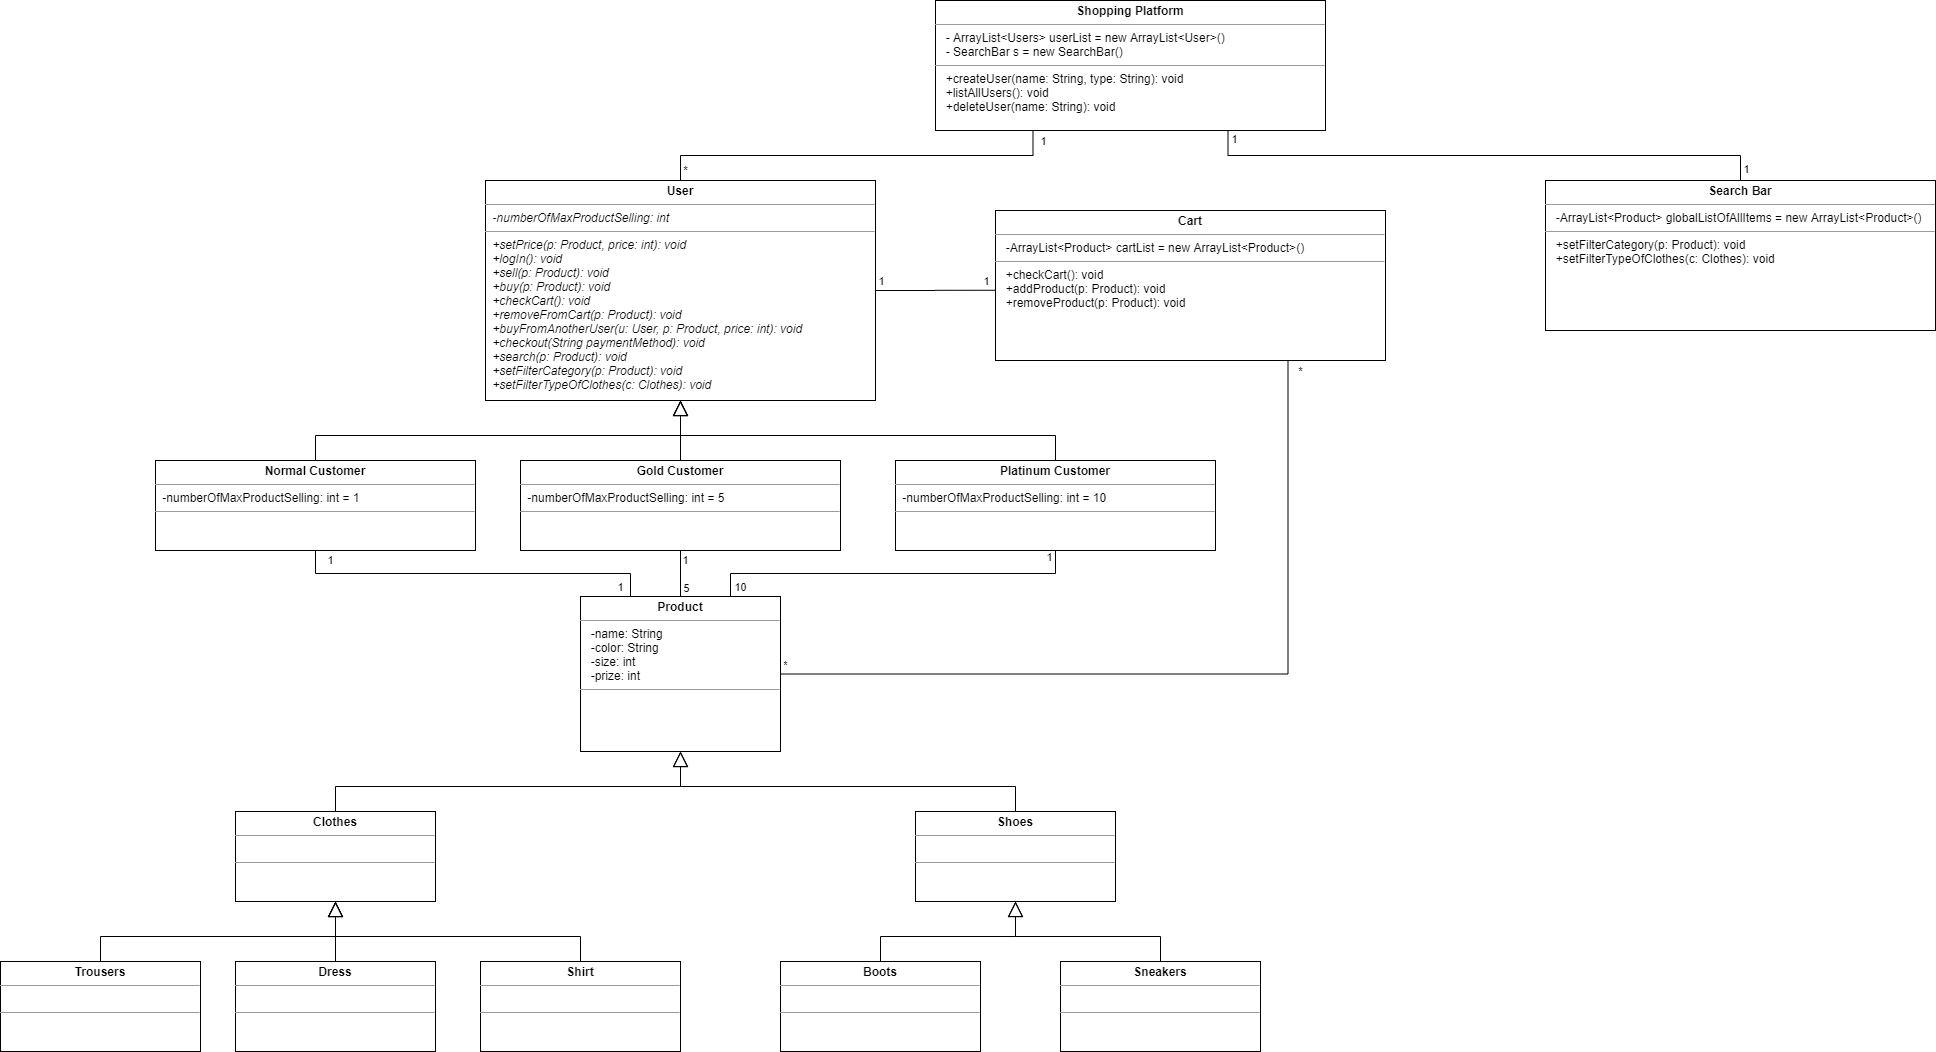 Shopping Platform
- ArrayList<Users> userList = new ArrayList<User>()
- SearchBar s = new SearchBar()
+createUser(name: String, type: String): void
+listAllUsers(): void
+deleteUser(name: String): void
1
1
*
1
User
-numberOfMaxProductSelling: int
+setPrice(p: Product, price: int): void
+logIn(): void
+sell(p: Product): void
+buy(p: Product): void
+checkCart(): void
+removeFromCart(p: Product): void
+buyFromAnotherUser(u: User, p: Product, price: int): void
+checkout(String paymentMethod): void
+search(p: Product): void
+setFilterCategory(p: Product): void
+setFilterTypeOfClothes(c: Clothes): void
1
1
Cart
-ArrayList<Product> cartList = new ArrayList<Product>()
+checkCart(): void
+addProduct(p: Product): void
+removeProduct(p: Product): void
*
Search Bar
-ArrayList<Product> globalListOfAllItems = new ArrayList<Product>()
+setFilterCategory(p: Product): void
+setFilterTypeOfClothes(c: Clothes): void
Normal Customer
-numberOfMaxProductSelling: int = 1
Gold Customer
-numberOfMaxProductSelling: int = 5
Platinum Customer
-numberOfMaxProductSelling: int = 10
1
1
1
1
5
10
Product
-name: String
-color: String
-size: int
-prize: int
*
Clothes
Shoes
Trousers
Dress
Shirt
Boots
Sneakers